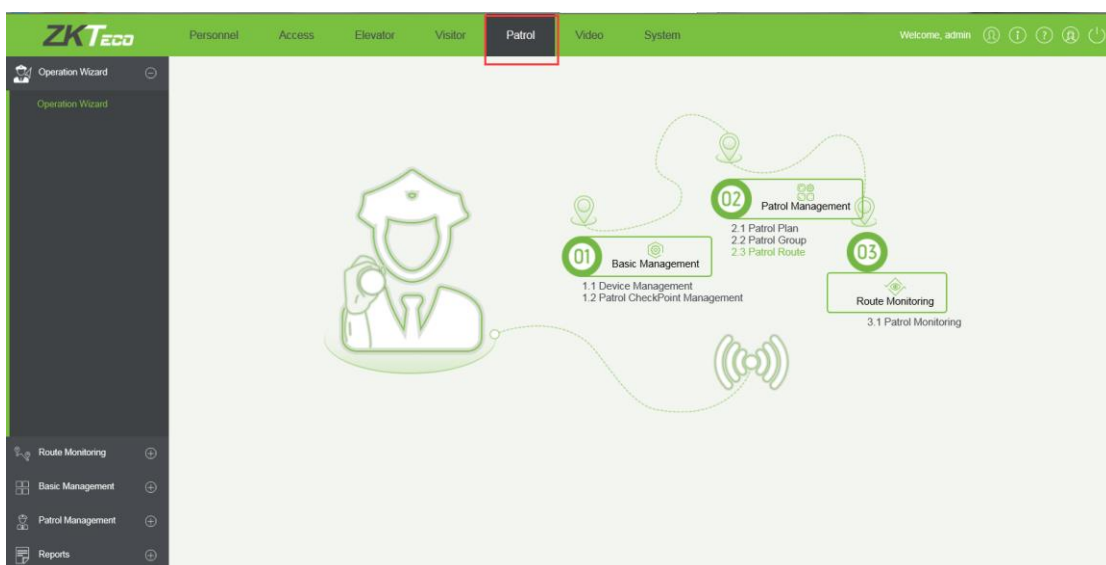 ZKTeco
Personnel Access Elevator Visitor Patrol Video System Welcome, admin
Operation Wizard
Operation Wizard
02 Patrol Management
2.1 Patrol Plan
2.2 Patrol Group
2.3 Patrol Route
01 Basic Management
1.1 Device Management
1.2 Patrol CheckPoint Management
03
Route Monitoring
3.1 Patrol Monitoring
Route Monitoring
Basic Management
Patrol Management
Reports